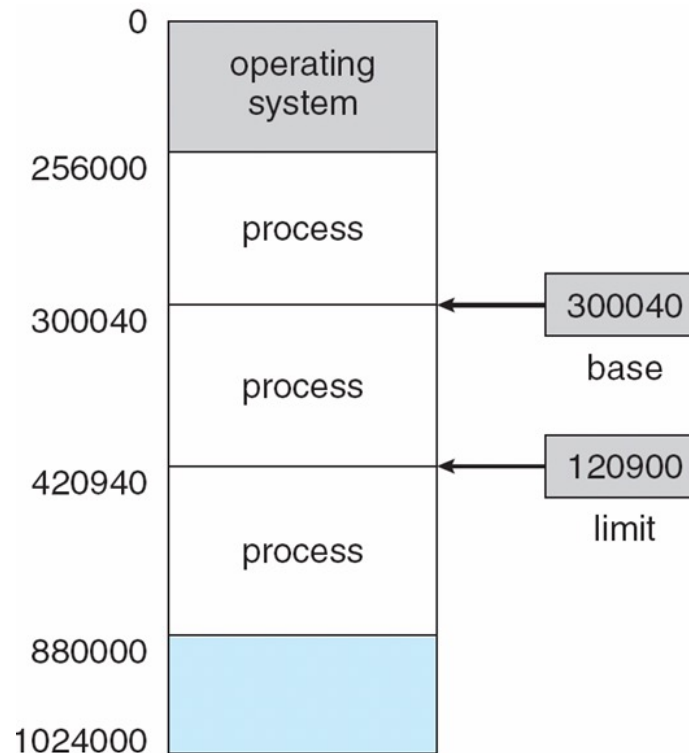 0
operating
system
256000
process
300040
300040
base
process
120900
420940
limit
process
880000
1024000